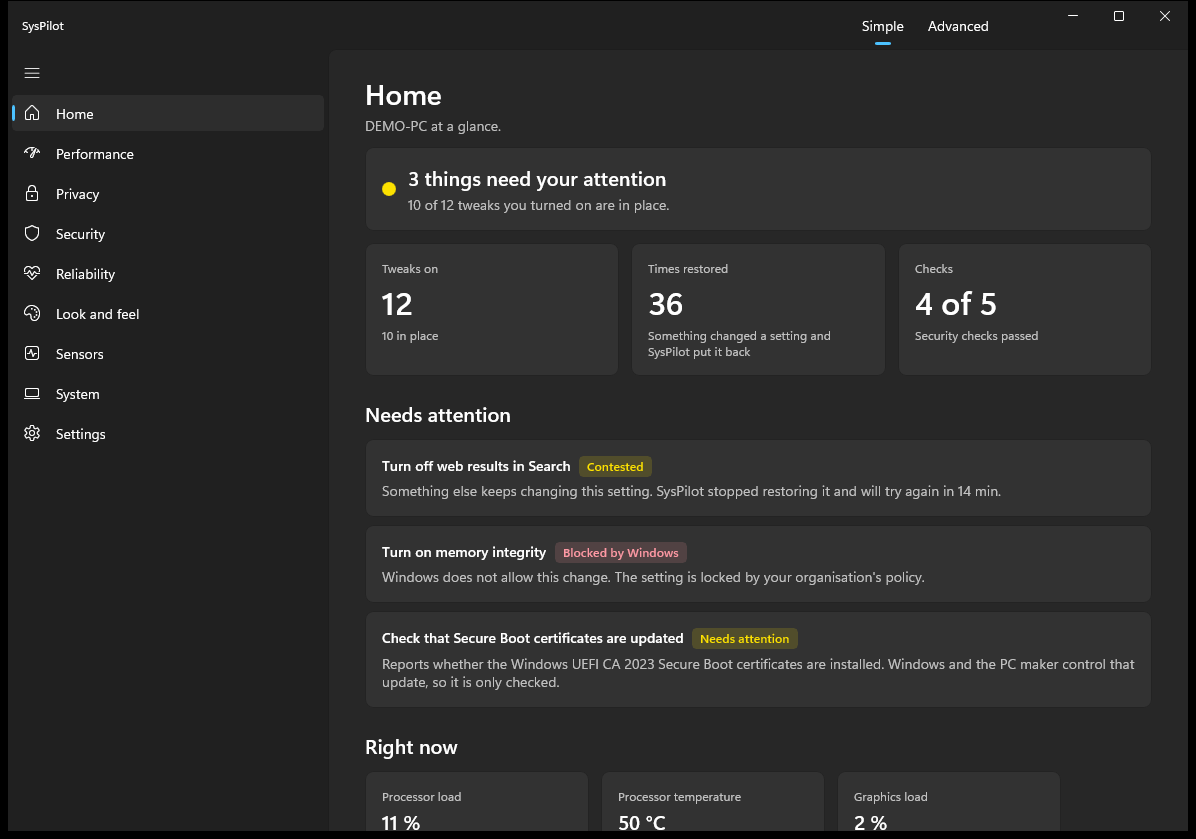 SysPilot
Simple
Advanced
Home
Performance
Privacy
Security
Reliability
Look and feel
Sensors
System
Settings
Home
DEMO-PC at a glance.
3 things need your attention
10 of 12 tweaks you turned on are in place.
Tweaks on
12
10 in place
Times restored
36
Something changed a setting and
SysPilot put it back
Checks
4 of 5
Security checks passed
Needs attention
Turn off web results in Search
Contested
Something else keeps changing this setting. SysPilot stopped restoring it and will try again in 14 min.
Turn on memory integrity
Blocked by Windows
Windows does not allow this change. The setting is locked by your organisation's policy.
Check that Secure Boot certificates are updated
Needs attention
Reports whether the Windows UEFI CA 2023 Secure Boot certificates are installed. Windows and the PC maker control that
update, so it is only checked.
Right now
Processor load
11 %
Processor temperature
50 °C
Graphics load
2 %